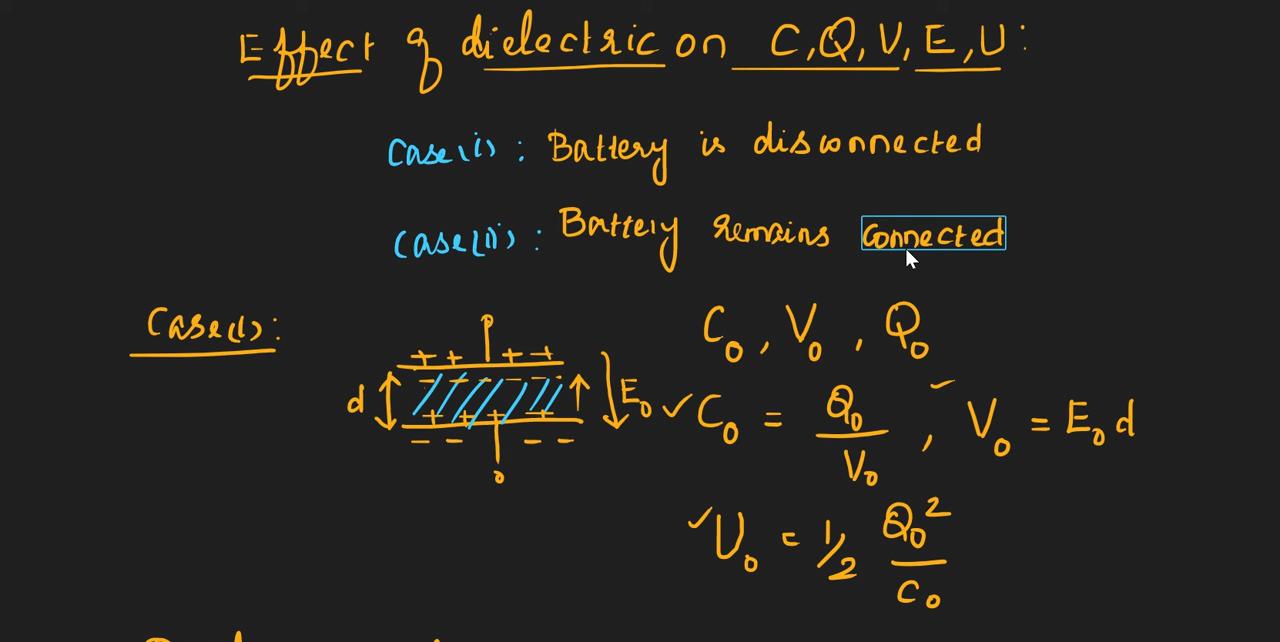 Effect of dielectric on C, Q, V, E, U:
Case(i): Battery is disconnected
Case(ii): Battery remains connected
Case(i):
C₀, V₀, Q₀
+ + + +
d
E₀
- - - -
✓ C₀ = Q₀/V₀, V₀ = E₀ d
✓ U₀ = 1/2 Q₀²/C₀